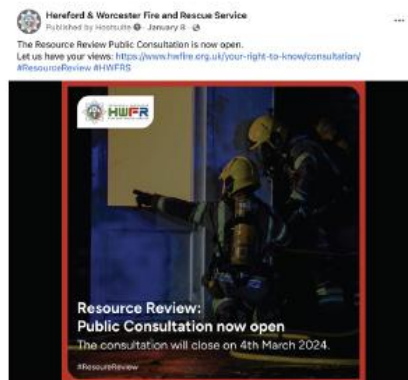 Hereford & Worcester Fire and Rescue Service
Published by Hootsuite · January 8 ·
The Resource Review Public Consultation is now open.
Let us have your views: https://www.hwfire.org.uk/your-right-to-know/consultation/
#ResourceReview #HWFRS
HWFR
Resource Review:
Public Consultation now open
The consultation will close on 4th March 2024.
#ResourceReview